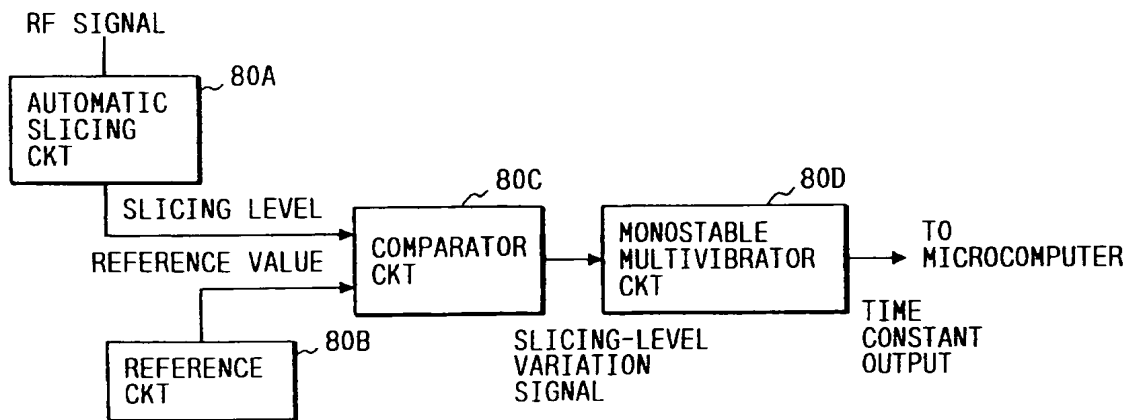 RF SIGNAL
80A
AUTOMATIC
SLICING
CKT
SLICING LEVEL
REFERENCE VALUE
80B
REFERENCE
CKT
80C
COMPARATOR
CKT
SLICING-LEVEL
VARIATION
SIGNAL
80D
MONOSTABLE
MULTIVIBRATOR
CKT
TIME
CONSTANT
OUTPUT
TO
MICROCOMPUTER